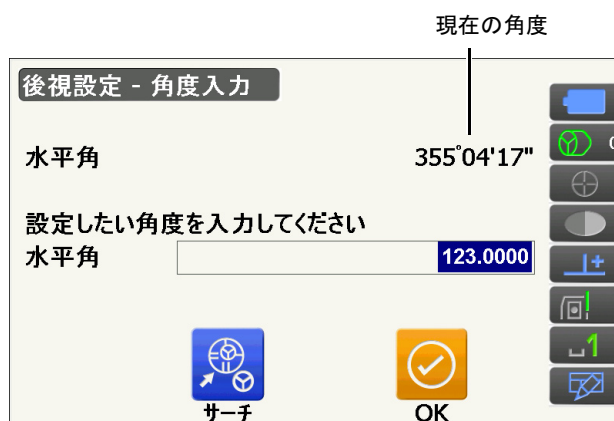 現在の角度
後視設定 - 角度入力
水平角 355°04'17"
設定したい角度を入力してください
水平角 123.0000
サーチ OK